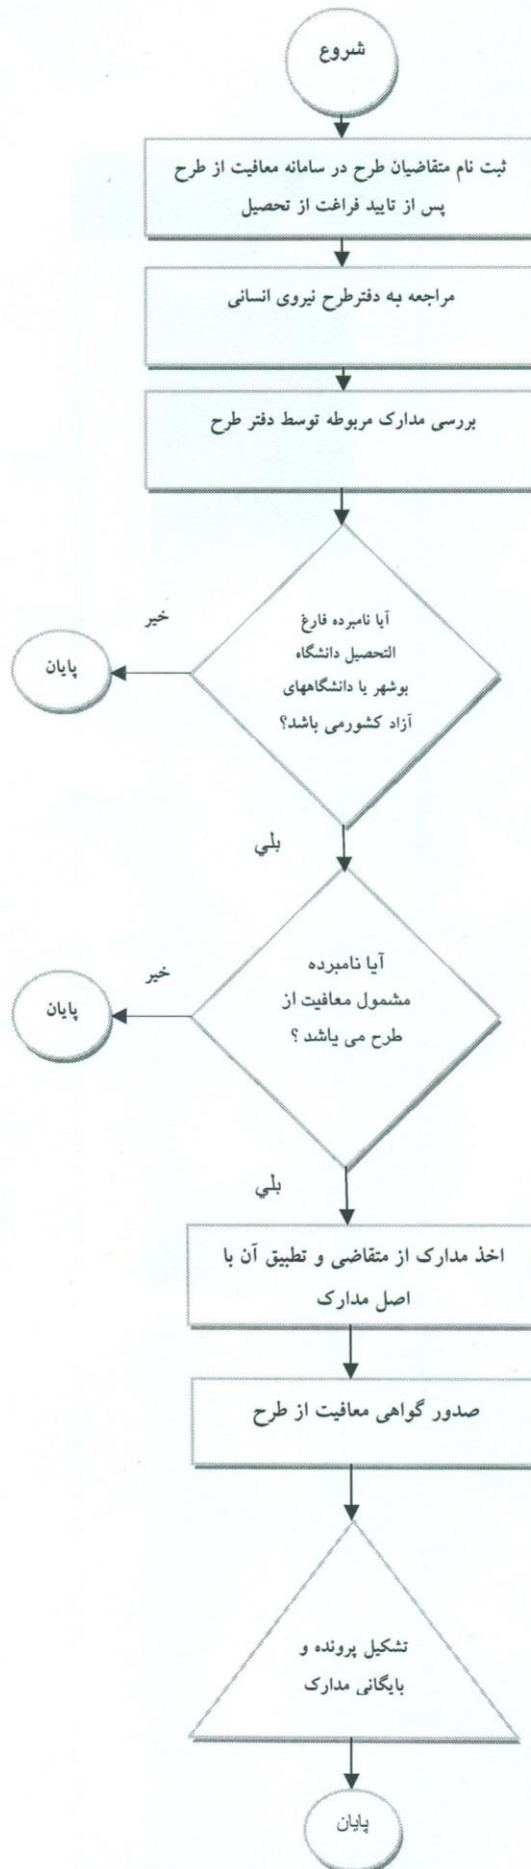 شروع
ثبت نام متقاضیان طرح در سامانه معافیت از طرح
پس از تایید فراغت از تحصیل
مراجعه به دفترطرح نیروی انسانی
بررسی مدارک مربوطه توسط دفتر طرح
آیا نامبرده فارغ
التحصیل دانشگاه
بوشهر یا دانشگاههای
آزاد کشورمی باشد؟
خیر
پایان
بلي
آیا نامبرده
مشمول معافیت از
طرح می یاشد ؟
خیر
پایان
بلي
اخذ مدارک از متقاضی و تطبیق آن با
اصل مدارک
صدور گواهی معافیت از طرح
تشکیل پرونده و
بایگانی مدارک
پایان